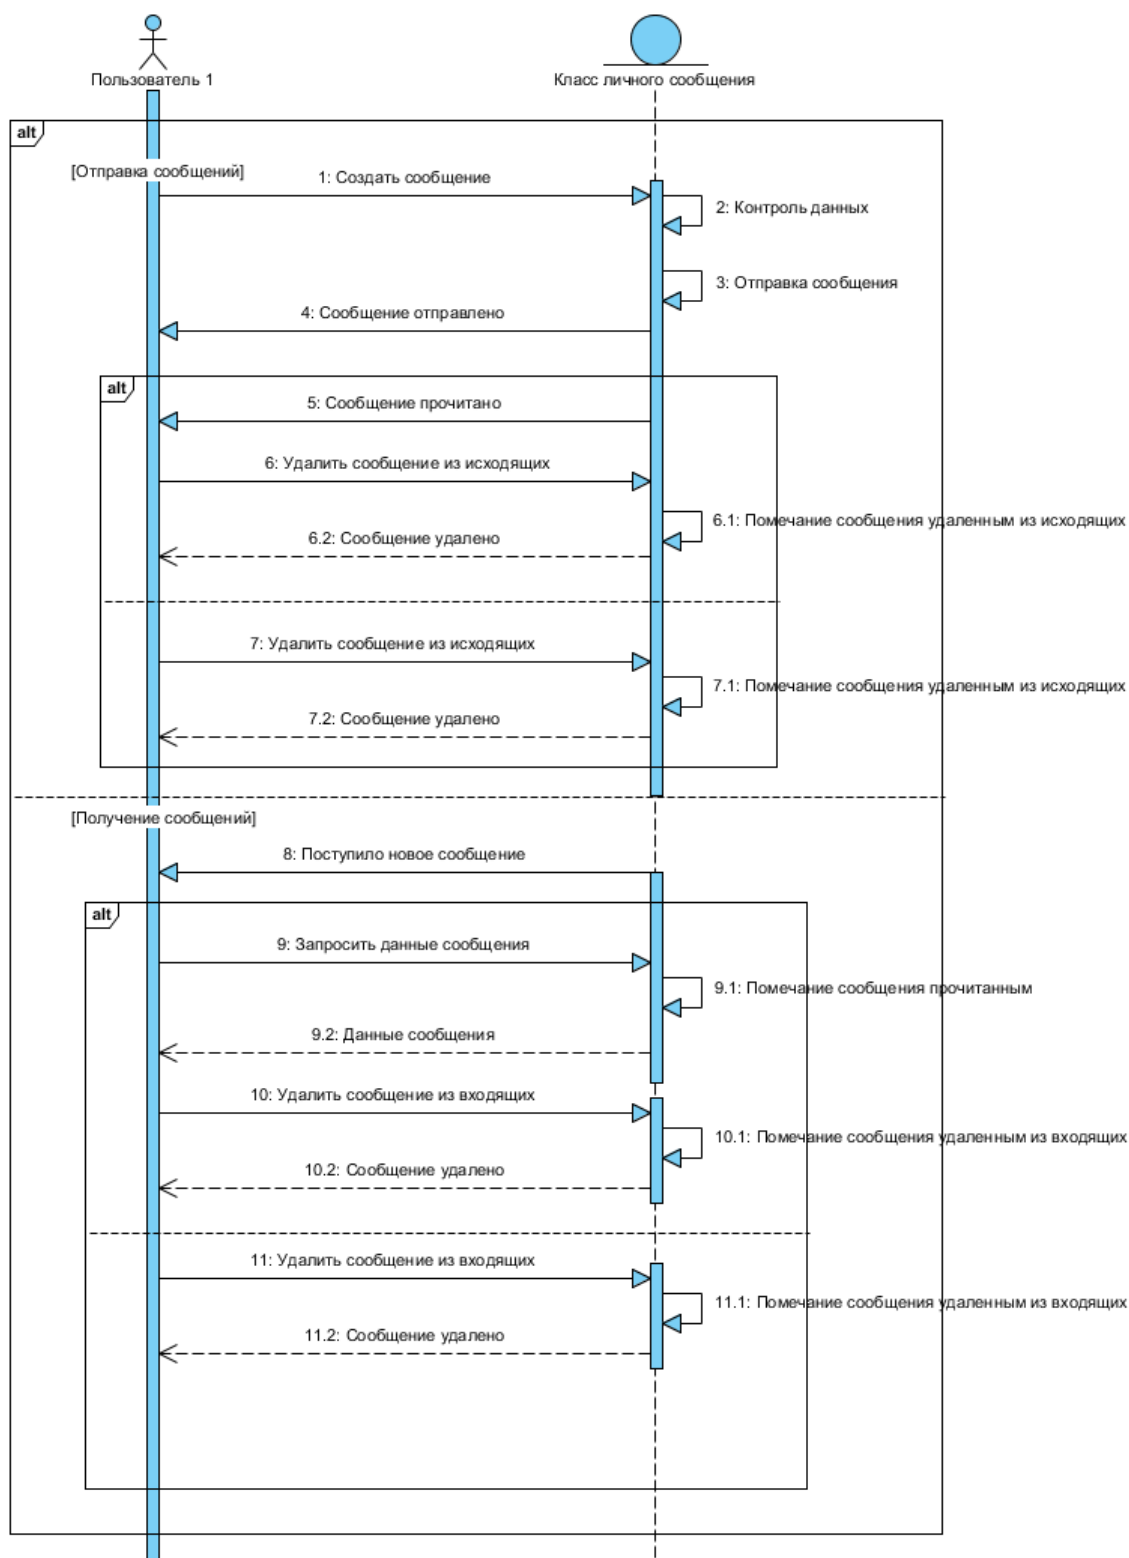 Пользователь 1
Класс личного сообщения
alt
[Отправка сообщений]
1: Создать сообщение
2: Контроль данных
3: Отправка сообщения
4: Сообщение отправлено
alt
5: Сообщение прочитано
6: Удалить сообщение из исходящих
6.1: Помечание сообщения удаленным из исходящих
6.2: Сообщение удалено
7: Удалить сообщение из исходящих
7.1: Помечание сообщения удаленным из исходящих
7.2: Сообщение удалено
[Получение сообщений]
8: Поступило новое сообщение
alt
9: Запросить данные сообщения
9.1: Помечание сообщения прочитанным
9.2: Данные сообщения
10: Удалить сообщение из входящих
10.1: Помечание сообщения удаленным из входящих
10.2: Сообщение удалено
11: Удалить сообщение из входящих
11.1: Помечание сообщения удаленным из входящих
11.2: Сообщение удалено